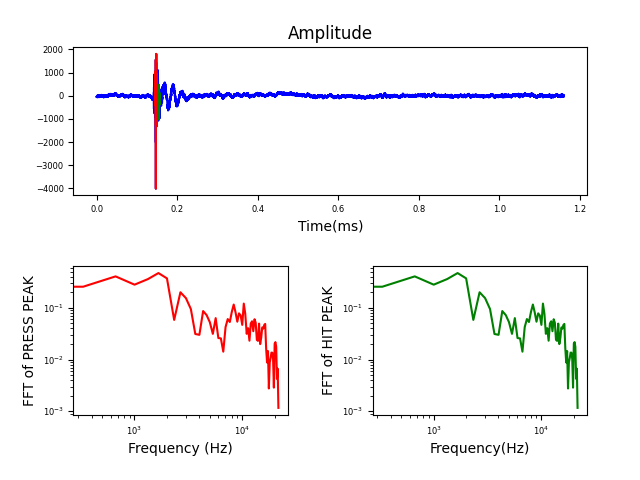 Amplitude
2000
1000
0
−1000
−2000
−3000
−4000
0.0 0.2 0.4 0.6 0.8 1.0 1.2
Time(ms)
FFT of PRESS PEAK
10⁻¹
10⁻²
10⁻³
10³ 10⁴
Frequency (Hz)
FFT of HIT PEAK
10⁻¹
10⁻²
10⁻³
10³ 10⁴
Frequency(Hz)